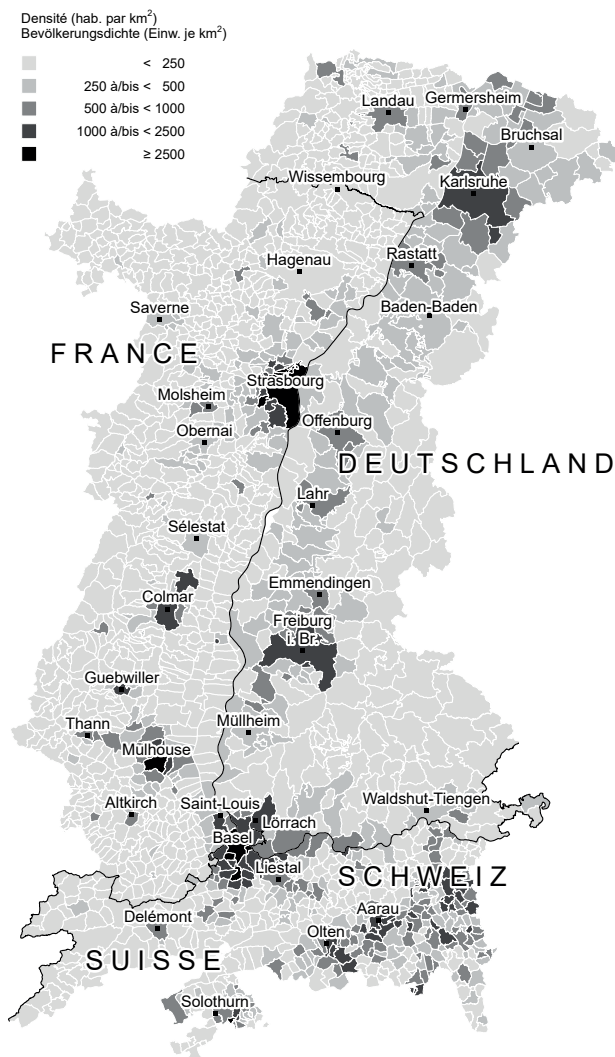 Densité (hab. par km²)
Bevölkerungsdichte (Einw. je km²)
< 250
250 à/bis < 500
500 à/bis < 1000
1000 à/bis < 2500
≥ 2500
Landau
Germersheim
Bruchsal
Wissembourg
Karlsruhe
Hagenau
Rastatt
Saverne
Baden-Baden
FRANCE
Strasbourg
Molsheim
Offenburg
Obernai
DEUTSCHLAND
Lahr
Sélestat
Emmendingen
Colmar
Freiburg
i. Br.
Guebwiller
Thann
Müllheim
Mulhouse
Altkirch
Saint-Louis
Waldshut-Tiengen
Lörrach
Basel
Liestal
SCHWEIZ
Delémont
Aarau
Olten
SUISSE
Solothurn